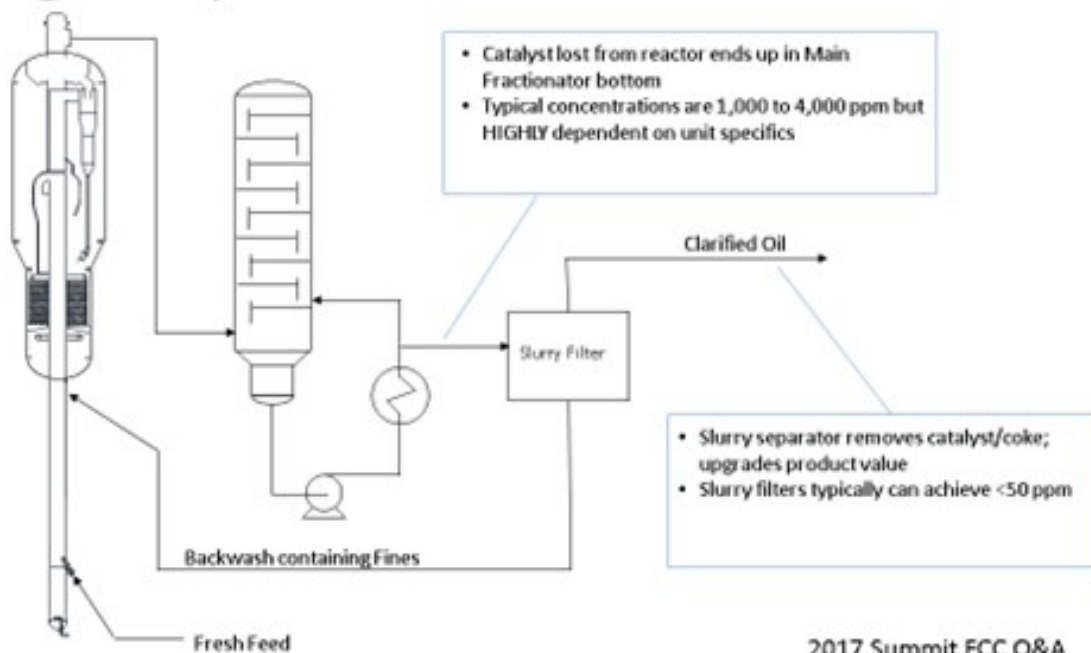 • Catalyst lost from reactor ends up in Main
Fractionator bottom
• Typical concentrations are 1,000 to 4,000 ppm but
HIGHLY dependent on unit specifics
Clarified Oil
Slurry Filter
• Slurry separator removes catalyst/coke;
upgrades product value
• Slurry filters typically can achieve <50 ppm
Backwash containing Fines
Fresh Feed
2017 Summit FCC Q&A